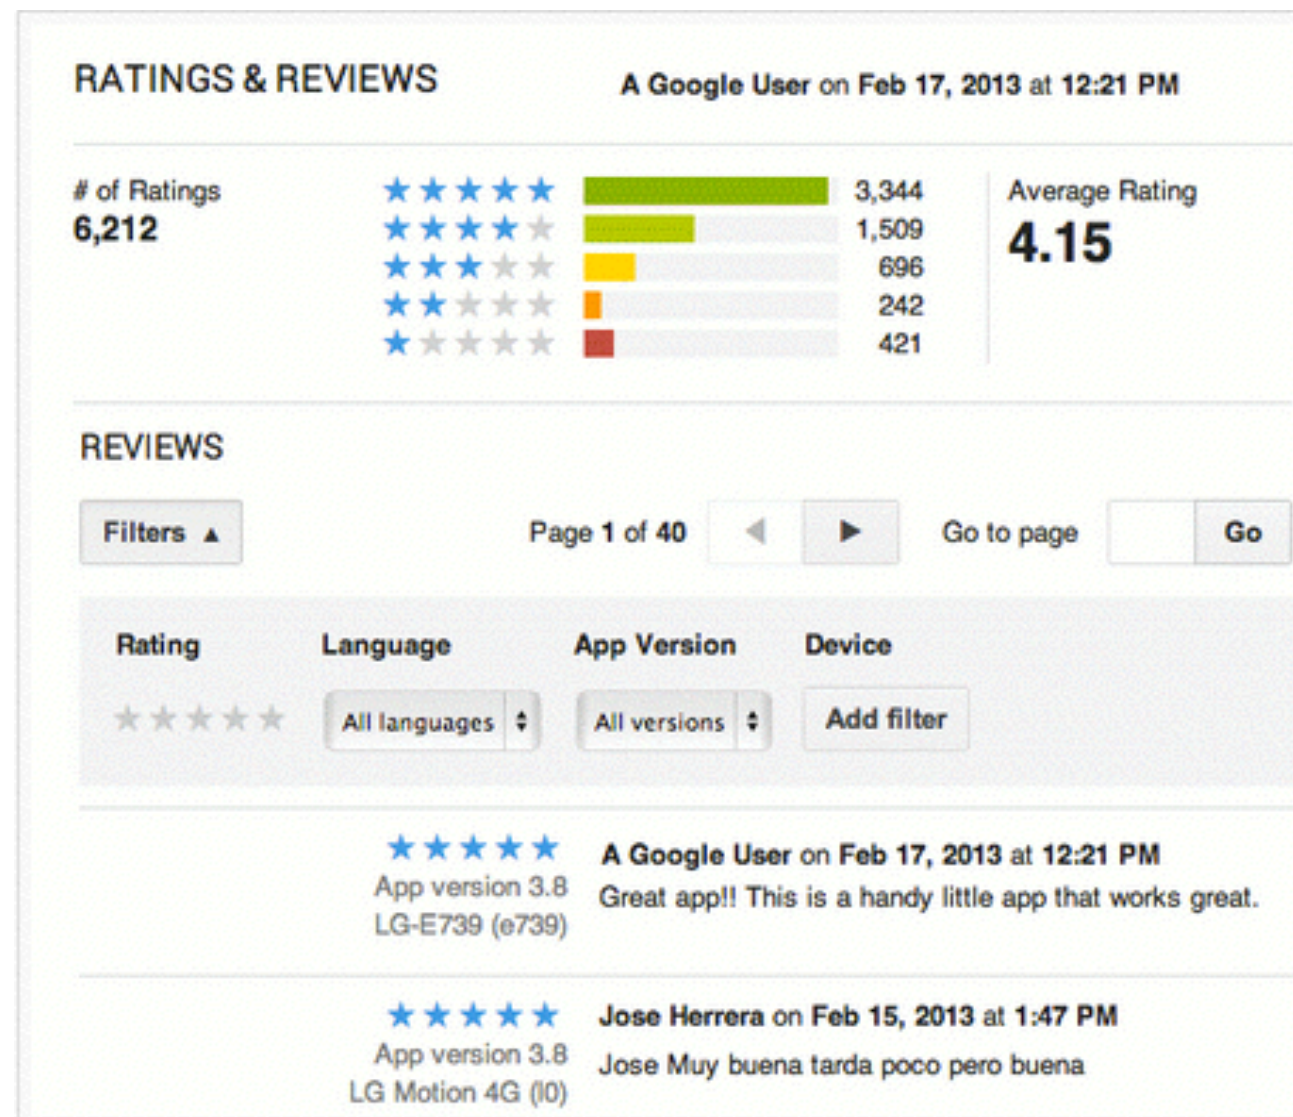 RATINGS & REVIEWS
A Google User on Feb 17, 2013 at 12:21 PM
# of Ratings
6,212
3,344
1,509
696
242
421
Average Rating
4.15
REVIEWS
Filters ▲
Page 1 of 40
Go to page
Go
Rating
Language
App Version
Device
All languages
All versions
Add filter
App version 3.8
LG-E739 (e739)
A Google User on Feb 17, 2013 at 12:21 PM
Great app!! This is a handy little app that works great.
App version 3.8
LG Motion 4G (l0)
Jose Herrera on Feb 15, 2013 at 1:47 PM
Jose Muy buena tarda poco pero buena